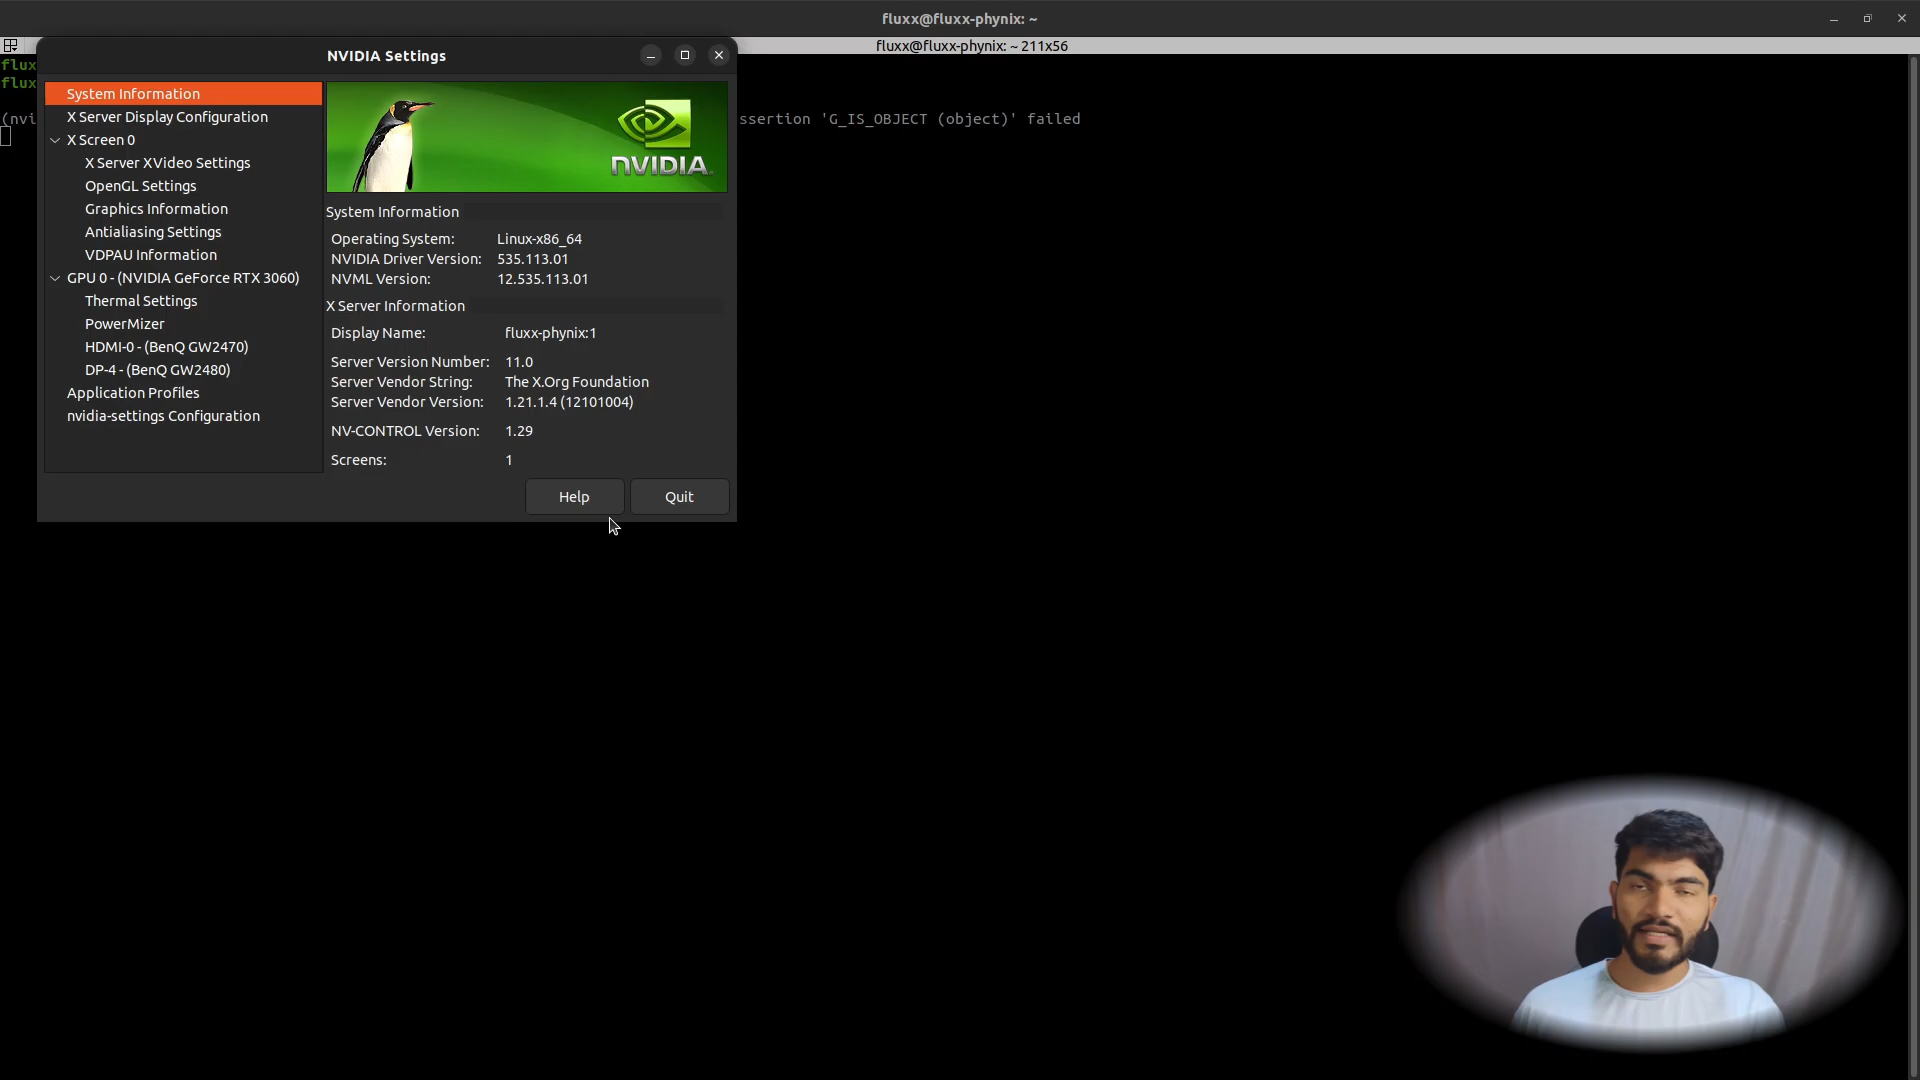 fluxx@fluxx-phynix: ~
fluxx@fluxx-phynix: ~ 211x56
flux
flux
(nvi
ssertion 'G_IS_OBJECT (object)' failed
NVIDIA Settings
System Information
X Server Display Configuration
X Screen 0
X Server XVideo Settings
OpenGL Settings
Graphics Information
Antialiasing Settings
VDPAU Information
GPU 0 - (NVIDIA GeForce RTX 3060)
Thermal Settings
PowerMizer
HDMI-0 - (BenQ GW2470)
DP-4 - (BenQ GW2480)
Application Profiles
nvidia-settings Configuration
NVIDIA
System Information
Operating System: Linux-x86_64
NVIDIA Driver Version: 535.113.01
NVML Version: 12.535.113.01
X Server Information
Display Name: fluxx-phynix:1
Server Version Number: 11.0
Server Vendor String: The X.Org Foundation
Server Vendor Version: 1.21.1.4 (12101004)
NV-CONTROL Version: 1.29
Screens: 1
Help
Quit